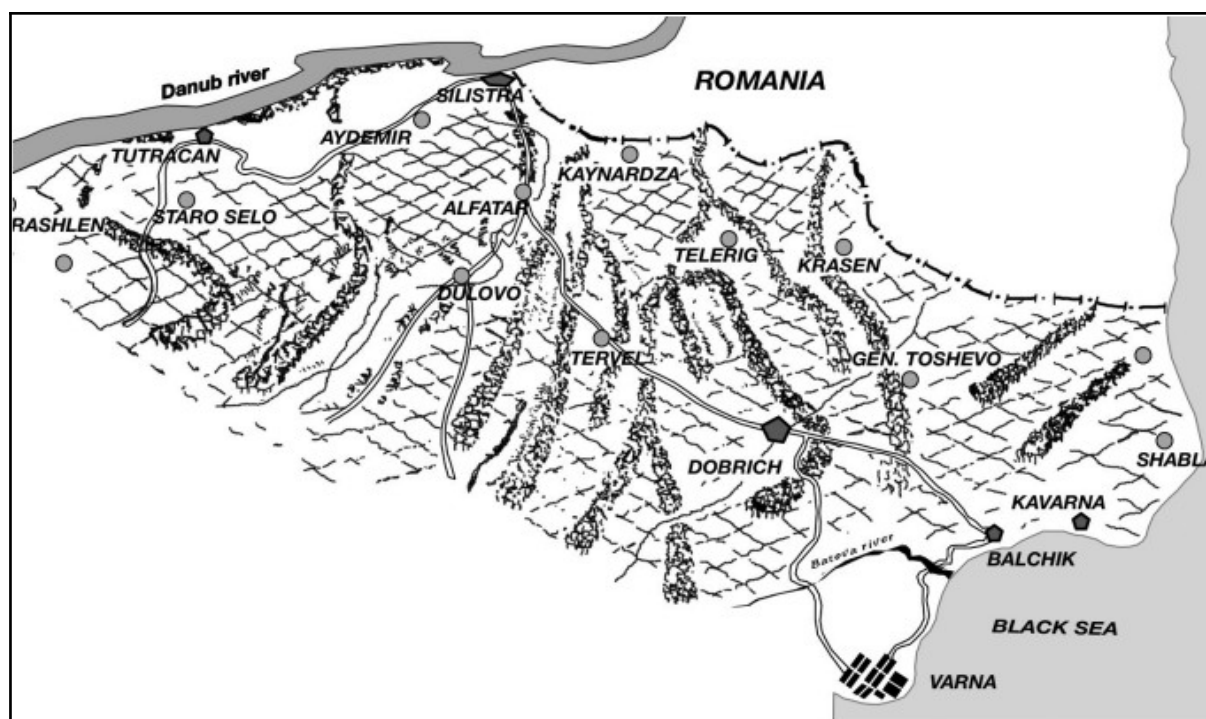 Danub river
ROMANIA
SILISTRA
AYDEMIR
TUTRACAN
KAYNARDZA
STARO SELO
ALFATAR
RASHLEN
TELERIG
KRASEN
DULOVO
TERVEL
GEN. TOSHEVO
DOBRICH
SHABLA
KAVARNA
Batova river
BALCHIK
BLACK SEA
VARNA